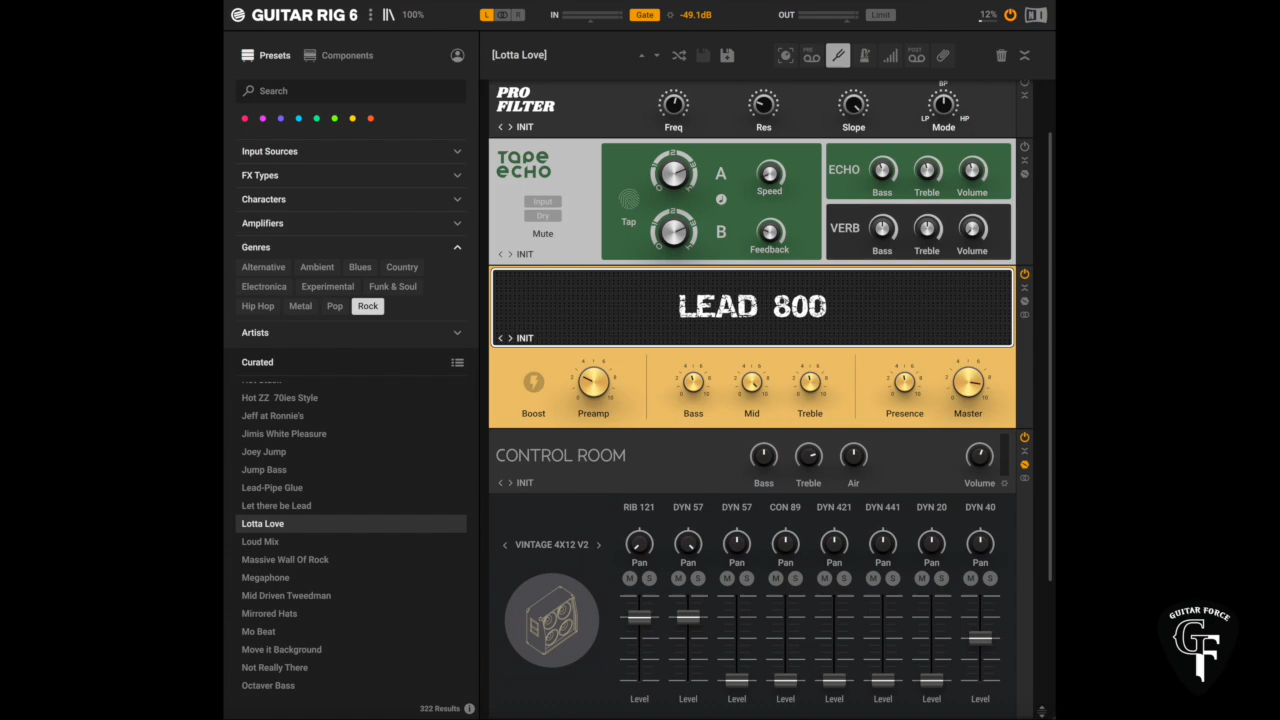 GUITAR RIG 6
100%
L
R
IN
Gate
-49.1dB
OUT
Limit
12%
NI
Presets
Components
[Lotta Love]
PRE
POST
Search
Input Sources
FX Types
Characters
Amplifiers
Genres
Alternative Ambient Blues Country
Electronica Experimental Funk & Soul
Hip Hop Metal Pop Rock
Artists
Curated
Hot ZZ 70ies Style
Jeff at Ronnie's
Jimis White Pleasure
Joey Jump
Jump Bass
Lead-Pipe Glue
Let there be Lead
Lotta Love
Loud Mix
Massive Wall Of Rock
Megaphone
Mid Driven Tweedman
Mirrored Hats
Mo Beat
Move it Background
Not Really There
Octaver Bass
322 Results
PRO
FILTER
< > INIT
Freq
Res
Slope
BP
LP
HP
Mode
TAPE
ECHO
Input
Dry
Mute
< > INIT
Tap
A
B
Speed
Feedback
ECHO
Bass Treble Volume
VERB
Bass Treble Volume
LEAD 800
< > INIT
Boost Preamp Bass Mid Treble Presence Master
CONTROL ROOM
< > INIT
Bass Treble Air Volume
RIB 121 DYN 57 DYN 57 CON 89 DYN 421 DYN 441 DYN 20 DYN 40
< VINTAGE 4X12 V2 >
Pan Pan Pan Pan Pan Pan Pan Pan
M S M S M S M S M S M S M S M S
Level Level Level Level Level Level Level Level
GUITAR FORCE
GF